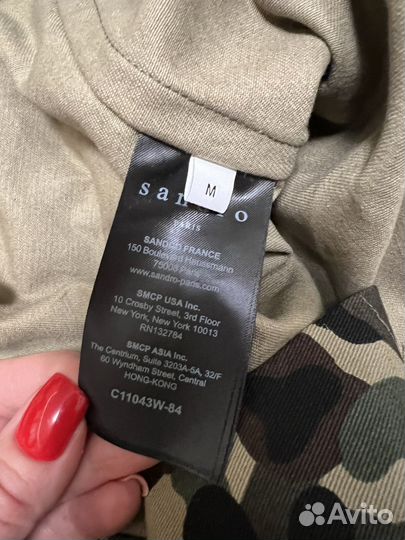 M
sandro
PARIS
SANDRO FRANCE
150 Boulevard Haussmann
75008 Paris
www.sandro-paris.com
SMCP USA Inc.
10 Crosby Street, 3rd Floor
New York, New York 10013
RN132784
SMCP ASIA Inc.
The Centrium, Suite 3203A-5A, 32/F
60 Wyndham Street, Central
HONG-KONG
C11043W-84
Avito